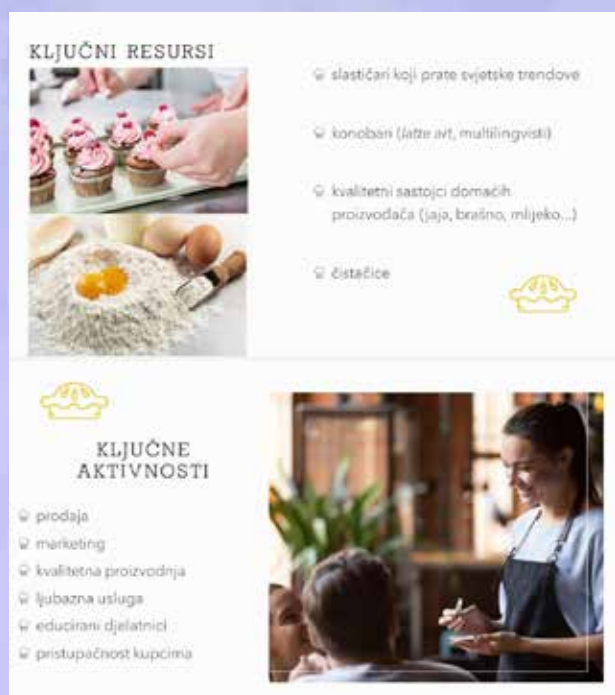 KLJUČNI RESURSI
slastičari koji prate svjetske trendove
konobari (latte art, multilingvisti)
kvalitetni sastojci domaćih
proizvođača (jaja, brašno, mlijeko...)
čistačice
KLJUČNE
AKTIVNOSTI
prodaja
marketing
kvalitetna proizvodnja
ljubazna usluga
educirani djelatnici
pristupačnost kupcima